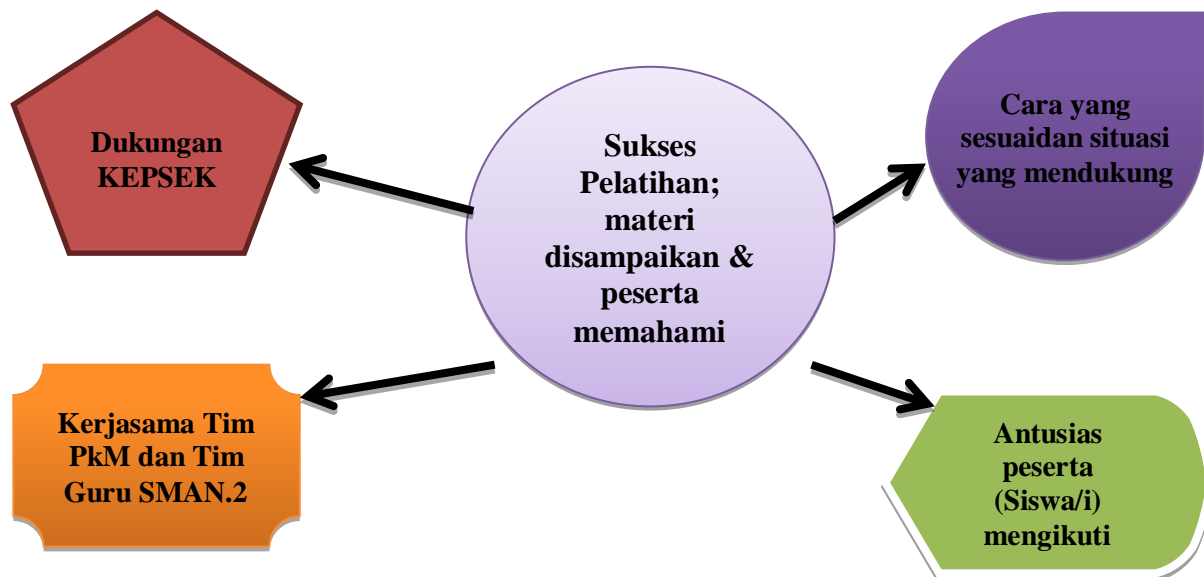 Dukungan
KEPSEK
Sukses
Pelatihan;
materi
disampaikan &
peserta
memahami
Cara yang
sesuaidan situasi
yang mendukung
Kerjasama Tim
PkM dan Tim
Guru SMAN.2
Antusias
peserta
(Siswa/i)
mengikuti